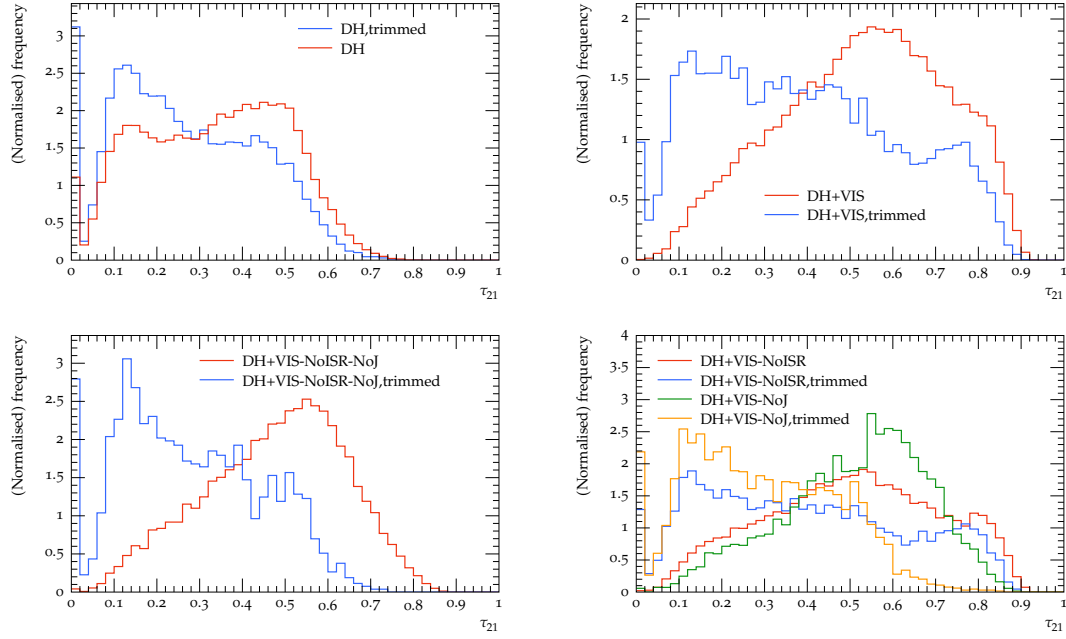 DH,trimmed
DH
0
0.5
1
1.5
2
2.5
3
(Normalised) frequency
0 0.1 0.2 0.3 0.4 0.5 0.6 0.7 0.8 0.9 1
τ21
DH+VIS
DH+VIS,trimmed
0
0.5
1
1.5
2
(Normalised) frequency
0 0.1 0.2 0.3 0.4 0.5 0.6 0.7 0.8 0.9 1
τ21
DH+VIS-NoISR-NoJ
DH+VIS-NoISR-NoJ,trimmed
0
0.5
1
1.5
2
2.5
3
(Normalised) frequency
0 0.1 0.2 0.3 0.4 0.5 0.6 0.7 0.8 0.9 1
τ21
DH+VIS-NoISR
DH+VIS-NoISR,trimmed
DH+VIS-NoJ
DH+VIS-NoJ,trimmed
0
0.5
1
1.5
2
2.5
3
3.5
4
(Normalised) frequency
0 0.1 0.2 0.3 0.4 0.5 0.6 0.7 0.8 0.9 1
τ21